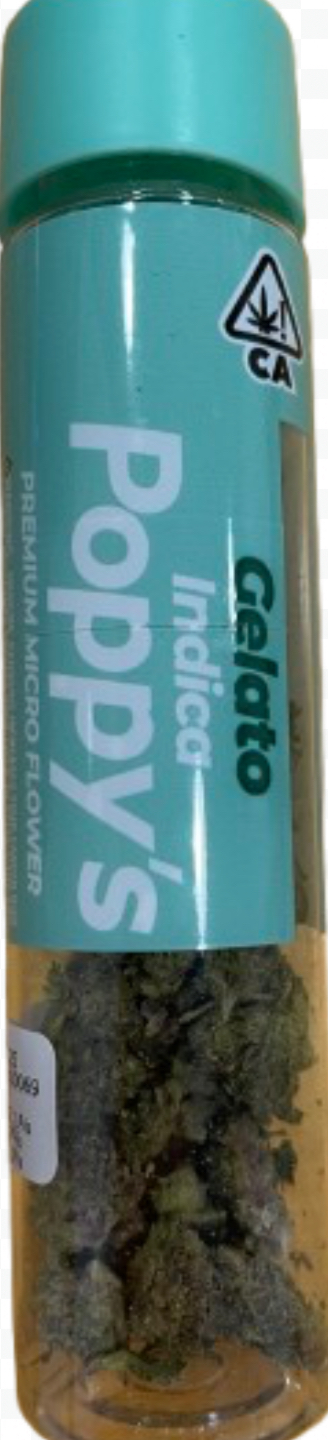 CA
Gelato
Indica
Poppy's
PREMIUM MICRO FLOWER